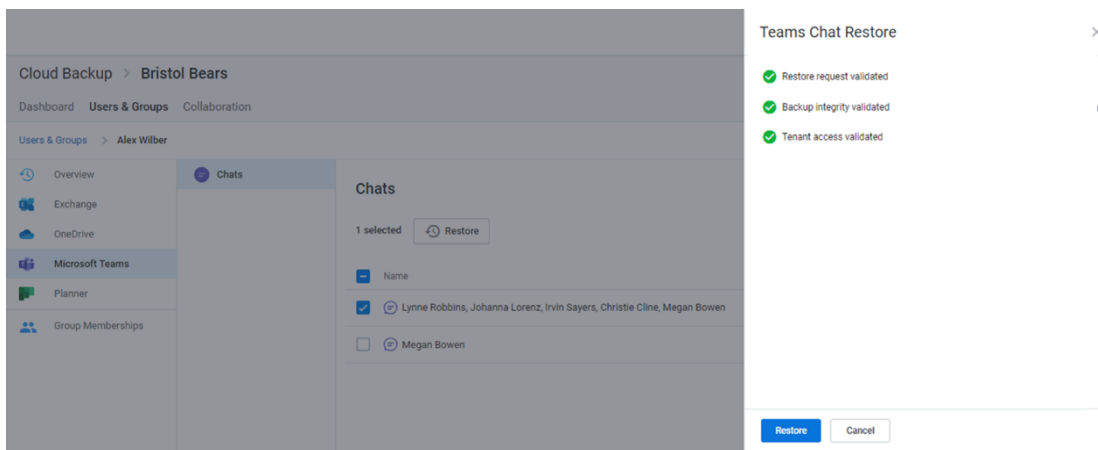 Teams Chat Restore
Cloud Backup > Bristol Bears
Dashboard Users & Groups Collaboration
Users & Groups > Alex Wilber
Overview
Exchange
OneDrive
Microsoft Teams
Planner
Group Memberships
Chats
Chats
1 selected Restore
Name
Lynne Robbins, Johanna Lorenz, Irvin Sayers, Christie Cline, Megan Bowen
Megan Bowen
Restore request validated
Backup integrity validated
Tenant access validated
Restore Cancel